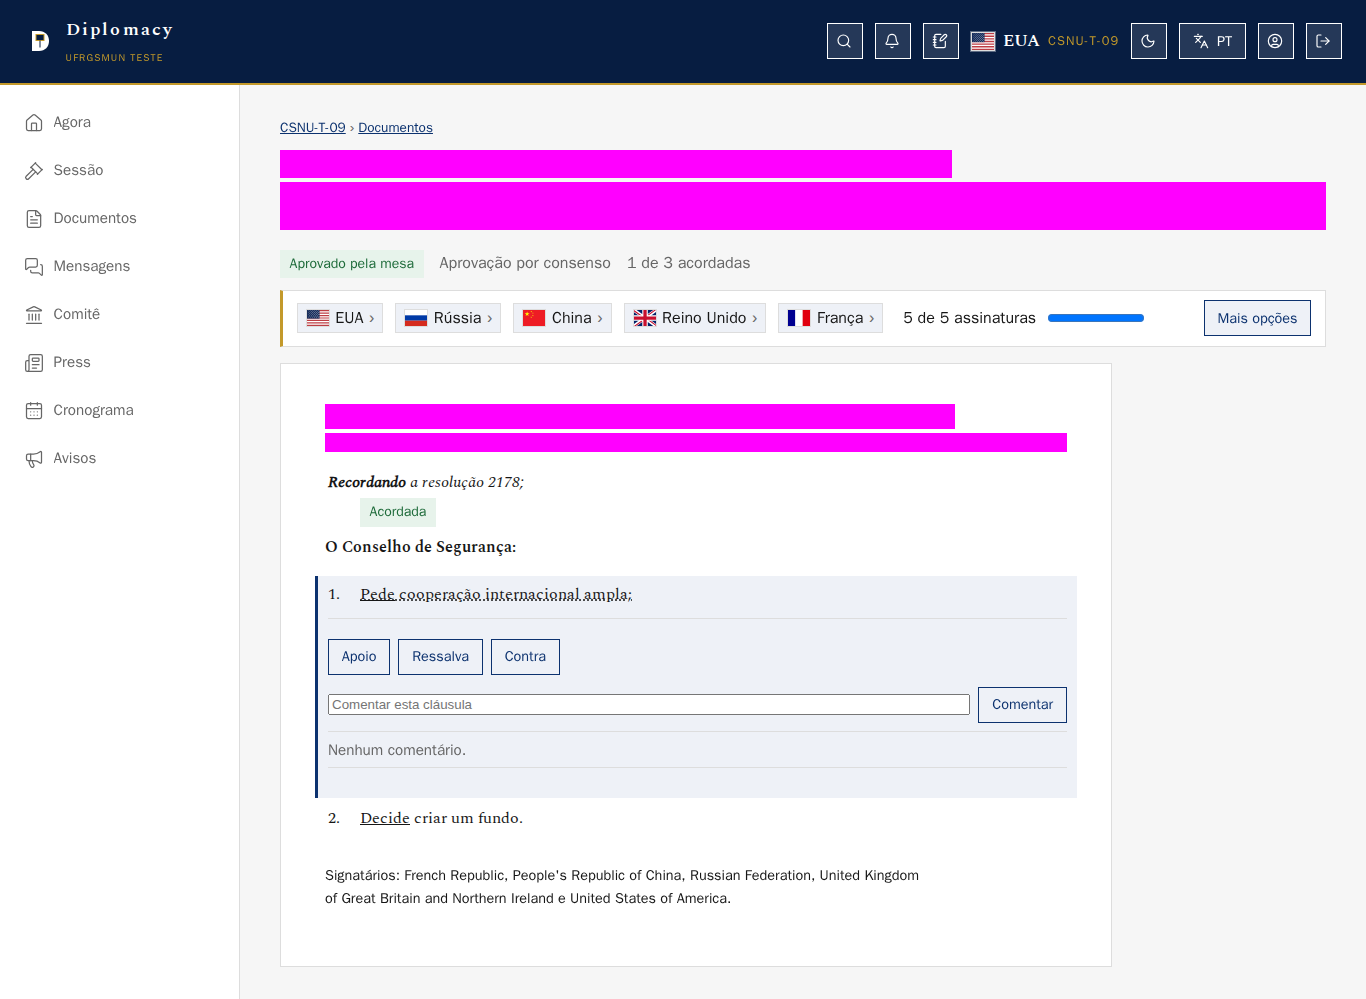 Diplomacy
UFRGSMUN TESTE
EUA CSNU-T-09
PT
Agora
Sessão
Documentos
Mensagens
Comitê
Press
Cronograma
Avisos
CSNU-T-09 › Documentos
Aprovado pela mesa Aprovação por consenso 1 de 3 acordadas
EUA › Rússia › China › Reino Unido › França › 5 de 5 assinaturas Mais opções
Recordando a resolução 2178;
Acordada
O Conselho de Segurança:
1. Pede cooperação internacional ampla;
Apoio Ressalva Contra
Comentar esta cláusula Comentar
Nenhum comentário.
2. Decide criar um fundo.
Signatários: French Republic, People's Republic of China, Russian Federation, United Kingdom
of Great Britain and Northern Ireland e United States of America.